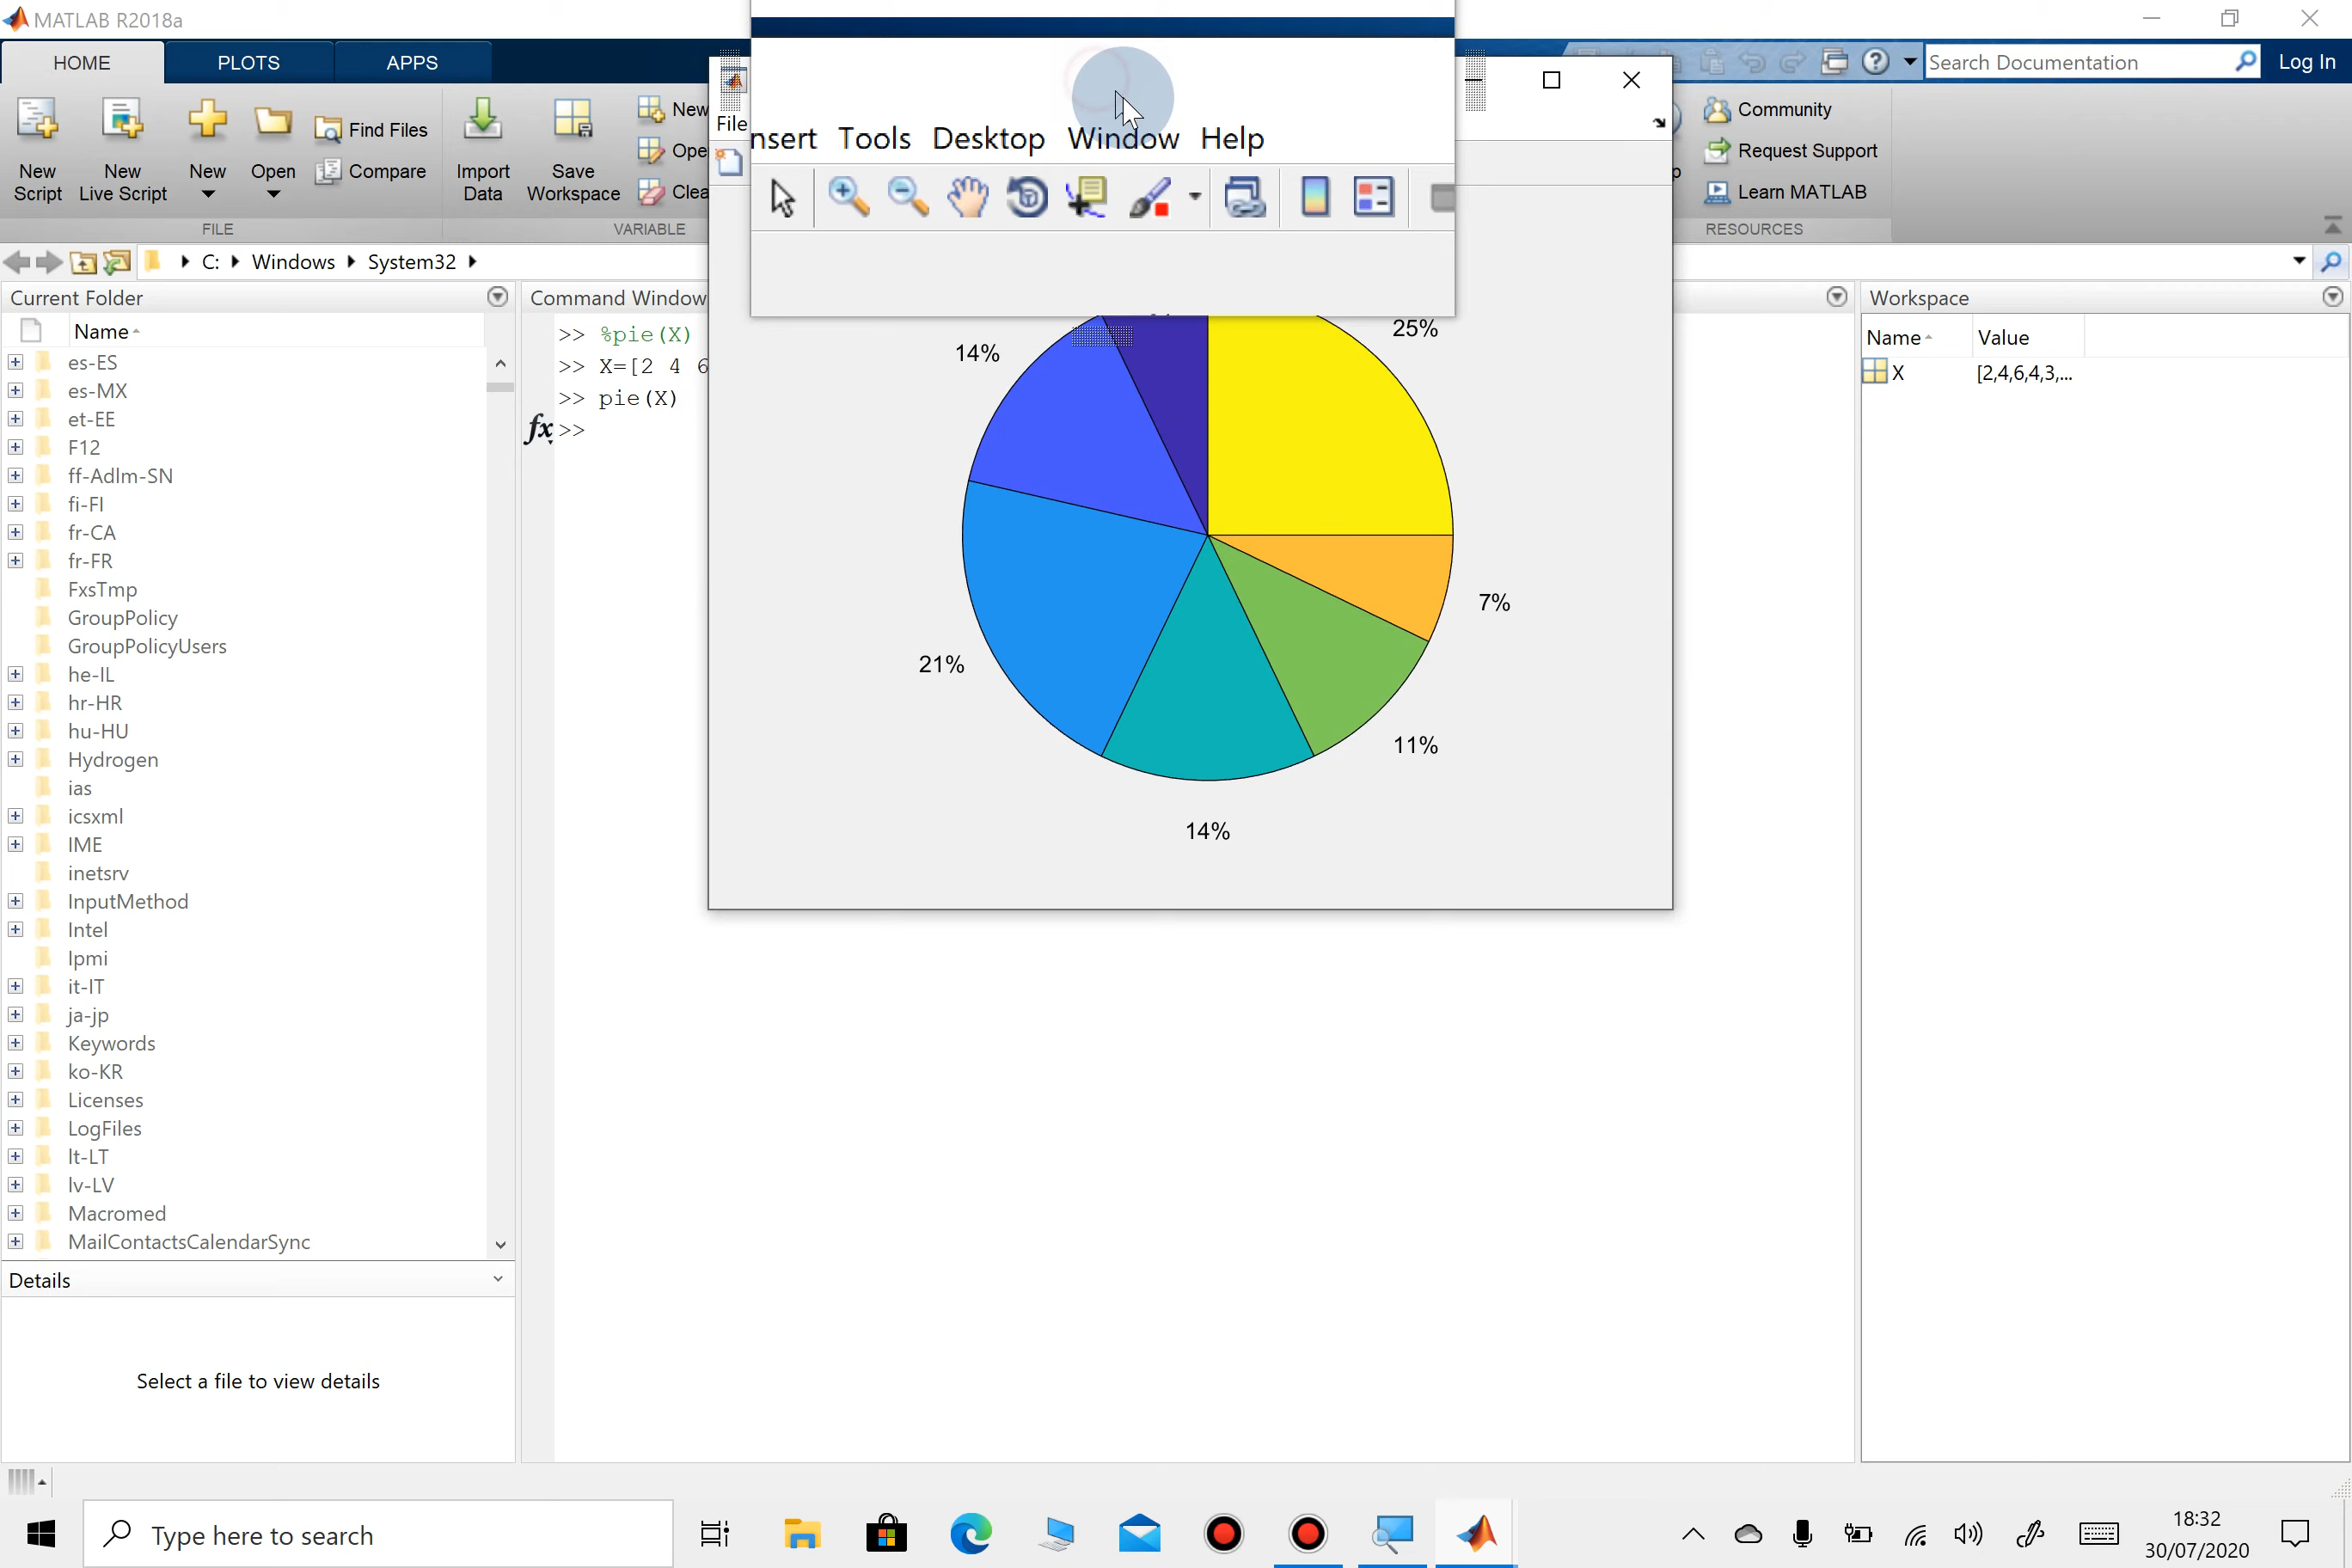 MATLAB R2018a
HOME PLOTS APPS
Search Documentation
Log In
New Script
New Live Script
New
Open
Find Files
Compare
Import Data
Save Workspace
New
Ope
Clea
FILE
VARIABLE
File
nsert Tools Desktop Window Help
Community
Request Support
Learn MATLAB
RESOURCES
C: Windows System32
Current Folder
Name
es-ES
es-MX
et-EE
F12
ff-Adlm-SN
fi-FI
fr-CA
fr-FR
FxsTmp
GroupPolicy
GroupPolicyUsers
he-IL
hr-HR
hu-HU
Hydrogen
ias
icsxml
IME
inetsrv
InputMethod
Intel
Ipmi
it-IT
ja-jp
Keywords
ko-KR
Licenses
LogFiles
lt-LT
lv-LV
Macromed
MailContactsCalendarSync
Details
Select a file to view details
Command Window
>> %pie(X)
>> X=[2 4 6
>> pie(X)
fx >>
14%
25%
7%
21%
11%
14%
Workspace
Name Value
X [2,4,6,4,3,...
Type here to search
18:32
30/07/2020